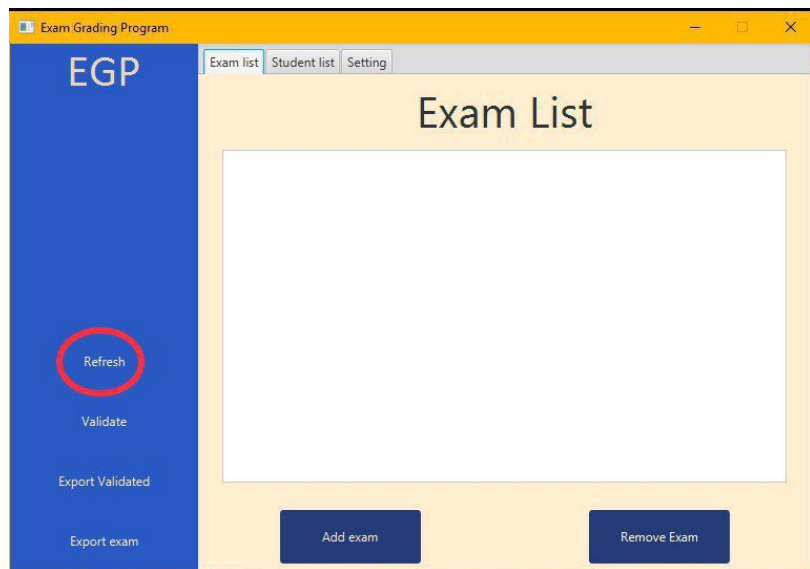 Exam Grading Program
EGP
Exam list Student list Setting
Exam List
Refresh
Validate
Export Validated
Export exam
Add exam Remove Exam